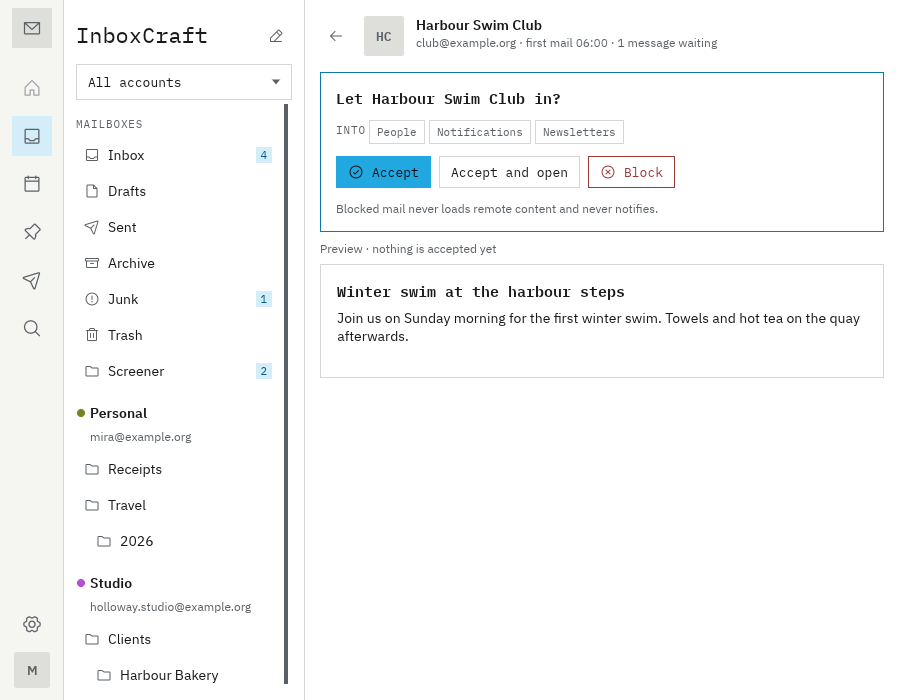 InboxCraft
All accounts
MAILBOXES
Inbox 4
Drafts
Sent
Archive
Junk 1
Trash
Screener 2
Personal
mira@example.org
Receipts
Travel
2026
Studio
holloway.studio@example.org
Clients
Harbour Bakery
M
HC
Harbour Swim Club
club@example.org · first mail 06:00 · 1 message waiting
Let Harbour Swim Club in?
INTO People Notifications Newsletters
Accept Accept and open Block
Blocked mail never loads remote content and never notifies.
Preview · nothing is accepted yet
Winter swim at the harbour steps
Join us on Sunday morning for the first winter swim. Towels and hot tea on the quay
afterwards.